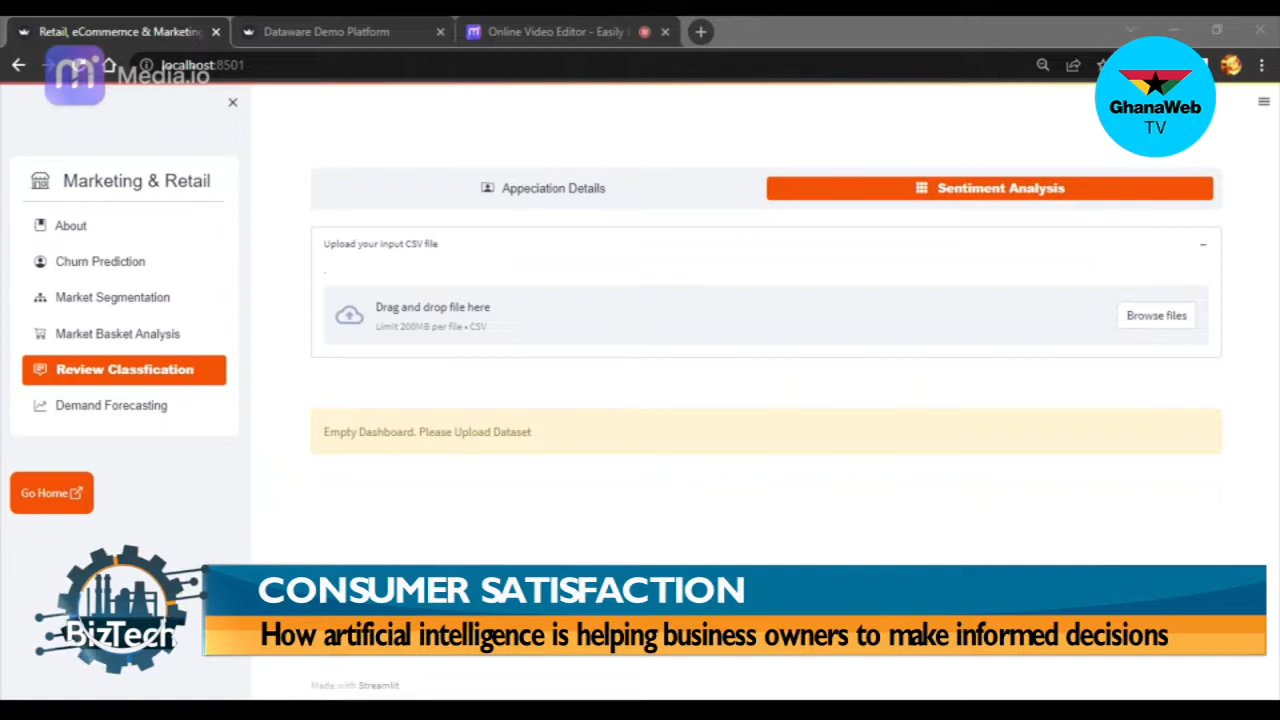 Retail, eCommernce & Marketing
Dataware Demo Platform
Online Video Editor - Easily
localhost:8501
Media.io
GhanaWeb
TV
Marketing & Retail
About
Churn Prediction
Market Segmentation
Market Basket Analysis
Review Classfication
Demand Forecasting
Go Home
Appeciation Details
Sentiment Analysis
Upload your input CSV file
Drag and drop file here
Limit 200MB per file • CSV
Browse files
Empty Dashboard. Please Upload Dataset
BizTech
CONSUMER SATISFACTION
How artificial intelligence is helping business owners to make informed decisions
Made with Streamlit